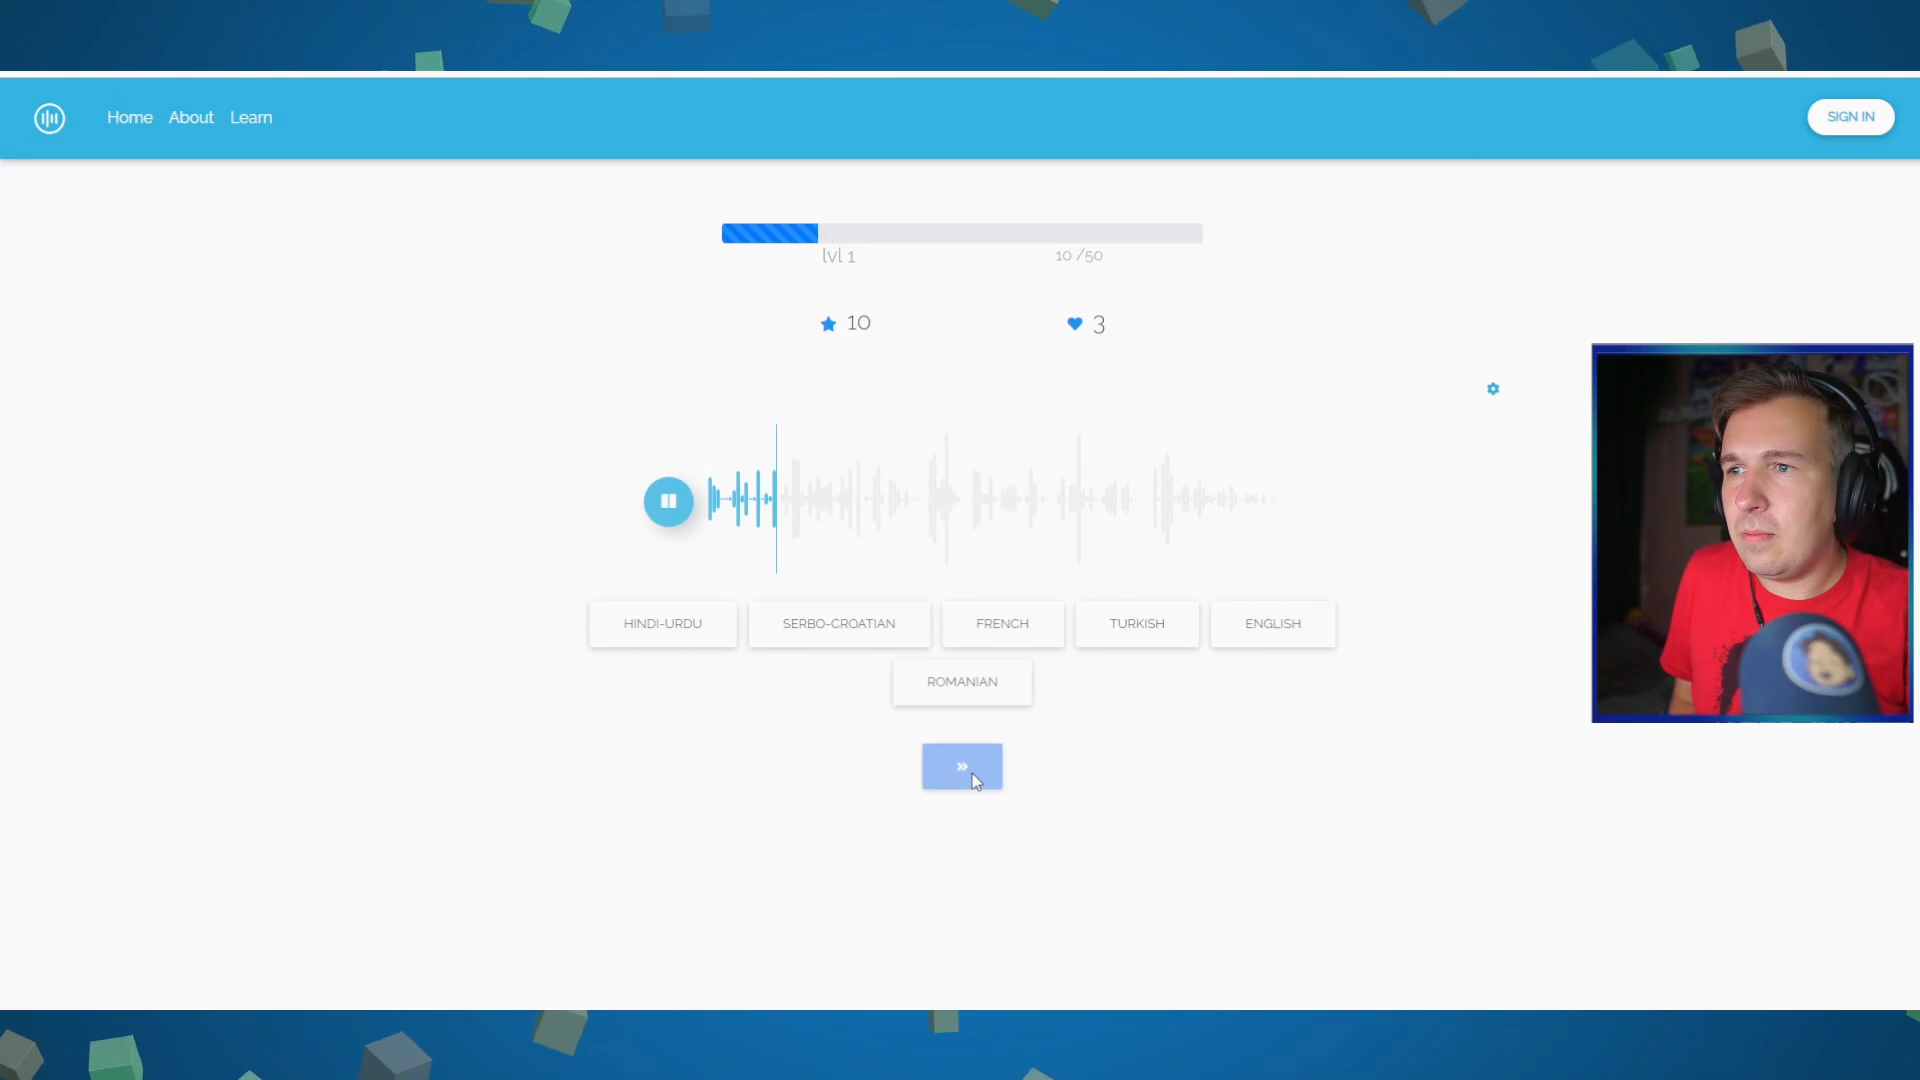 Home About Learn
SIGN IN
lvl 1 10 /50
10 3
HINDI-URDU SERBO-CROATIAN FRENCH TURKISH ENGLISH
ROMANIAN